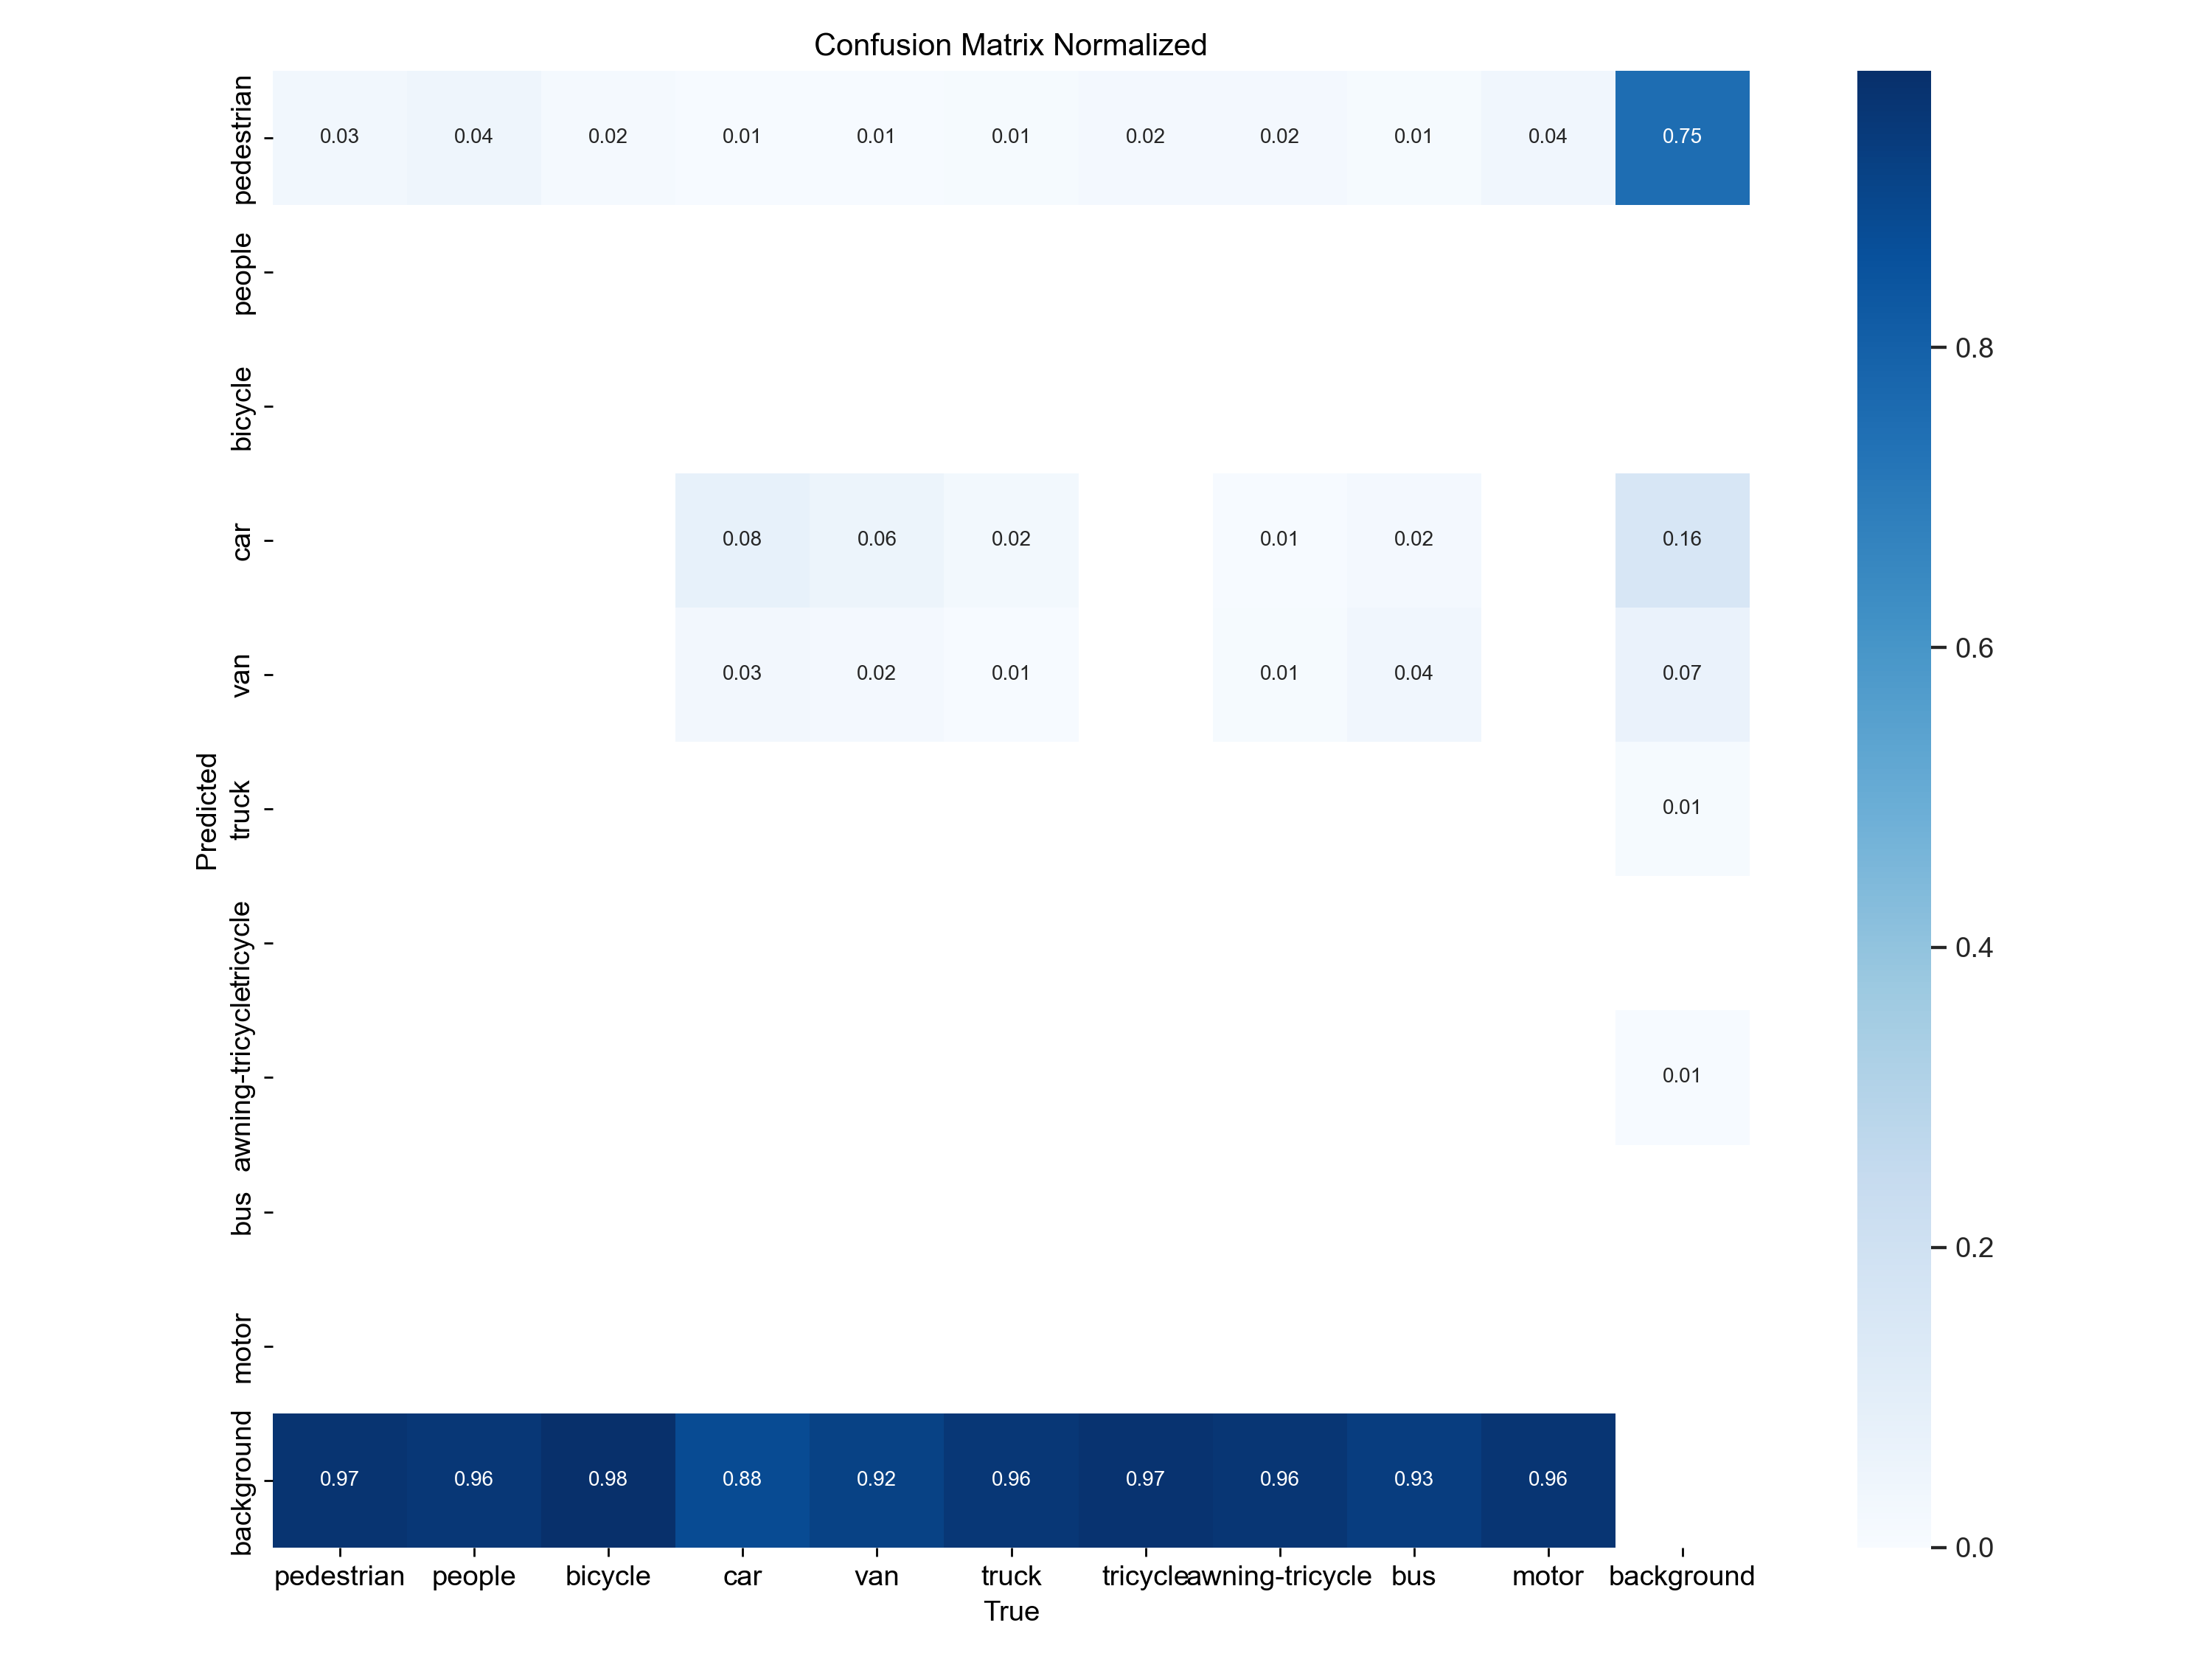 Confusion Matrix Normalized
pedestrian
0.03 0.04 0.02 0.01 0.01 0.01 0.02 0.02 0.01 0.04 0.75
people
bicycle
car
0.08 0.06 0.02 0.01 0.02 0.16
van
0.03 0.02 0.01 0.01 0.04 0.07
truck
0.01
tricycle
awning-tricycle
0.01
bus
motor
background
0.97 0.96 0.98 0.88 0.92 0.96 0.97 0.96 0.93 0.96
Predicted
pedestrian people bicycle car van truck tricycle awning-tricycle bus motor background
True
0.8
0.6
0.4
0.2
0.0